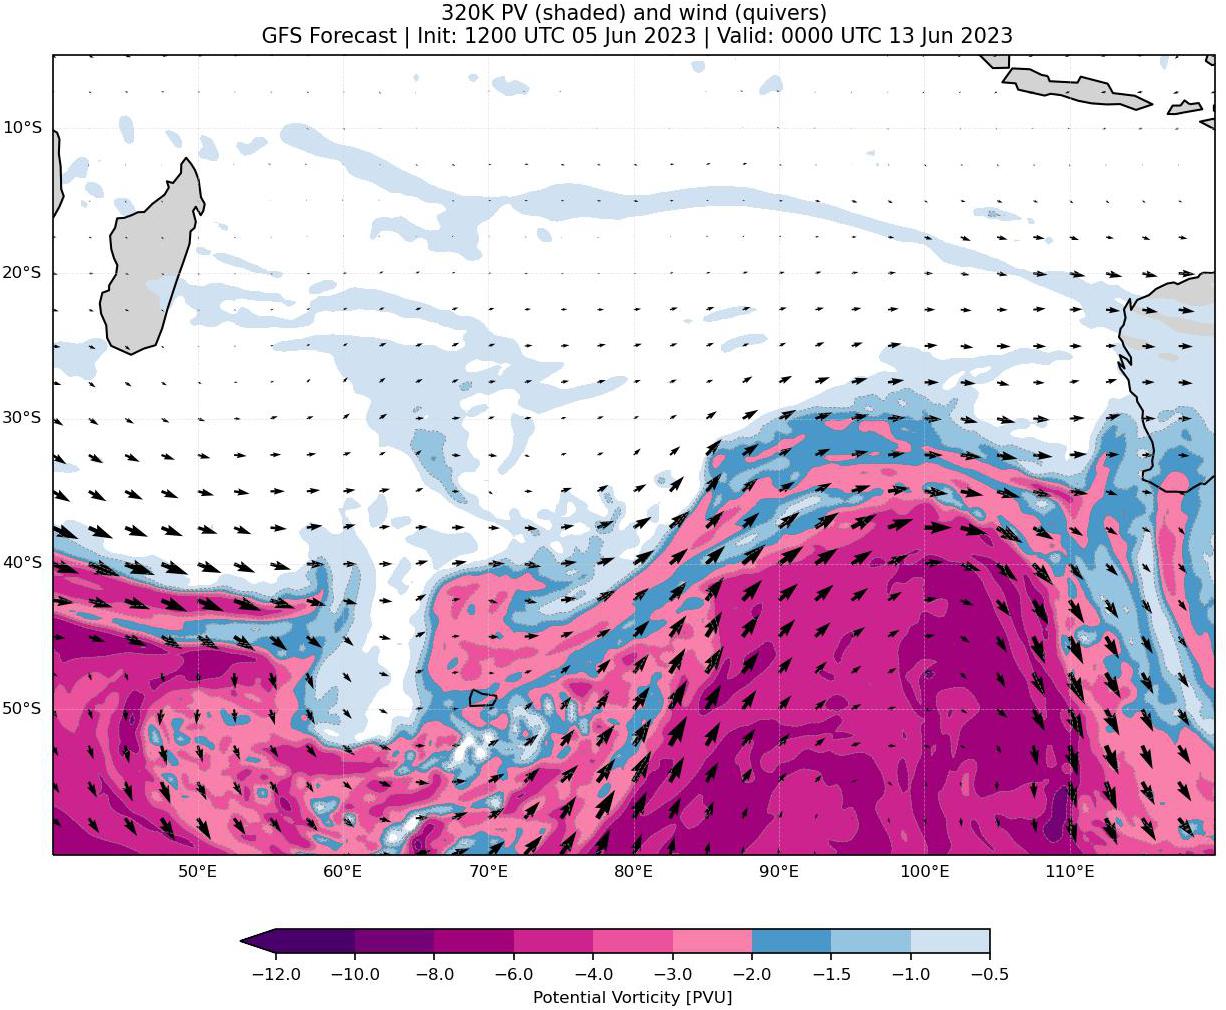 320K PV (shaded) and wind (quivers)
GFS Forecast | Init: 1200 UTC 05 Jun 2023 | Valid: 0000 UTC 13 Jun 2023
10°S
20°S
30°S
40°S
50°S
50°E 60°E 70°E 80°E 90°E 100°E 110°E
−12.0 −10.0 −8.0 −6.0 −4.0 −3.0 −2.0 −1.5 −1.0 −0.5
Potential Vorticity [PVU]